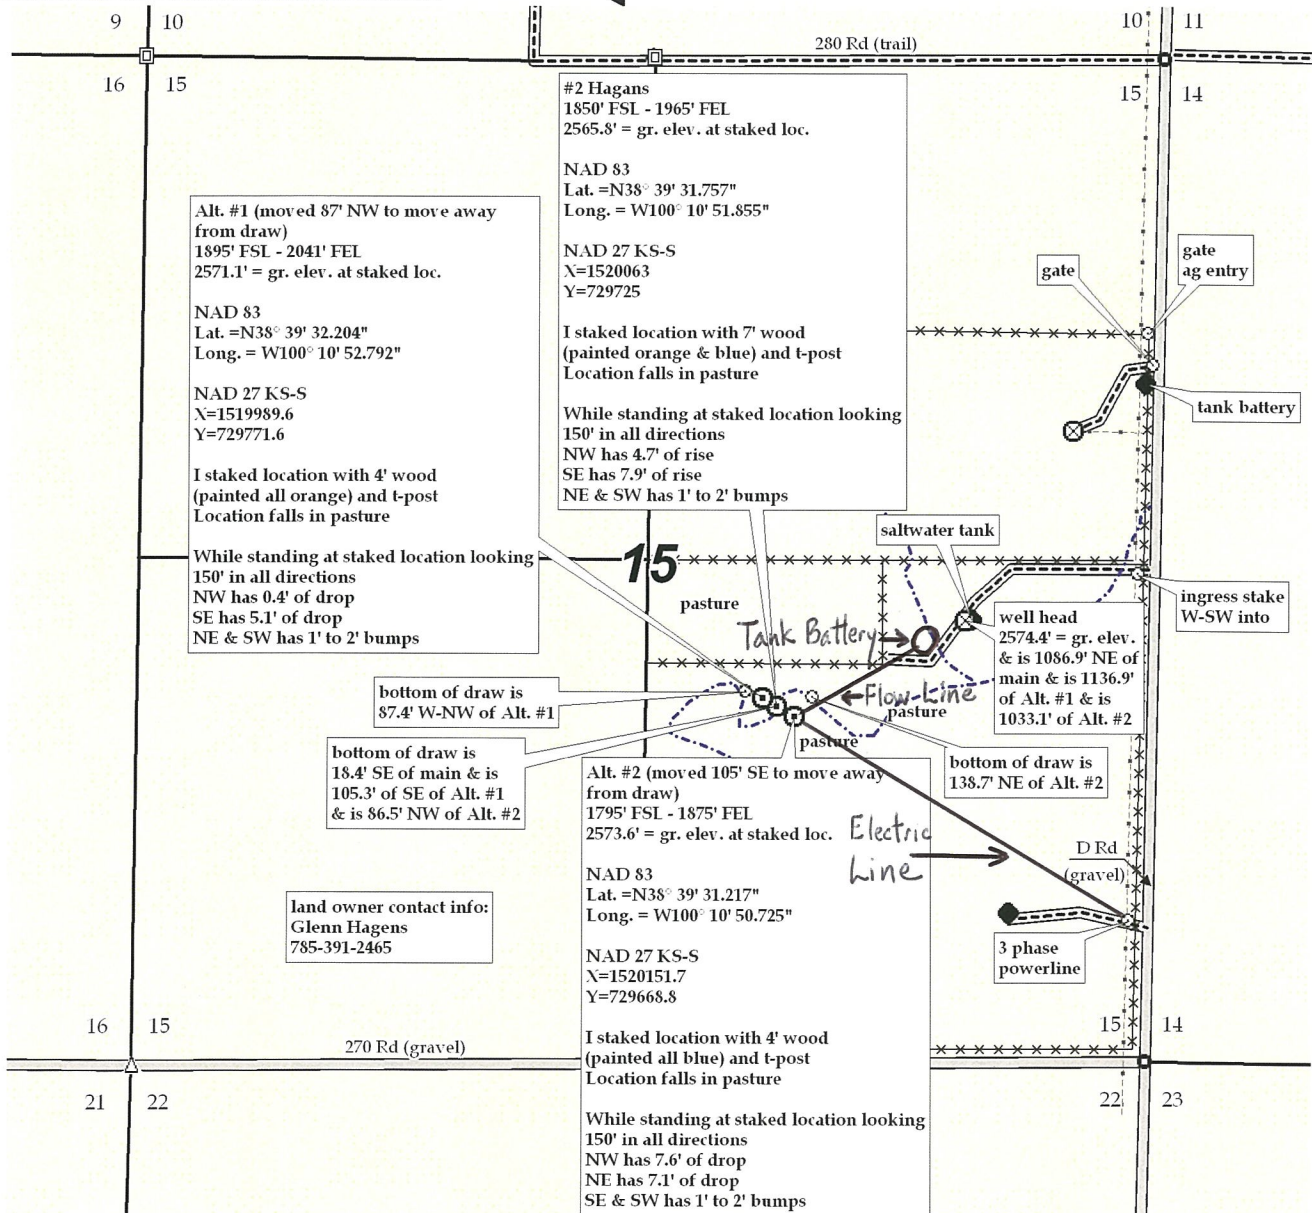 9 10
10 11
280 Rd (trail)
16 15
15 14
#2 Hagans
1850' FSL - 1965' FEL
2565.8' = gr. elev. at staked loc.
NAD 83
Lat. =N38° 39' 31.757"
Long. = W100° 10' 51.855"
NAD 27 KS-S
X=1520063
Y=729725
I staked location with 7' wood
(painted orange & blue) and t-post
Location falls in pasture
While standing at staked location looking
150' in all directions
NW has 4.7' of rise
SE has 7.9' of rise
NE & SW has 1' to 2' bumps
Alt. #1 (moved 87' NW to move away
from draw)
1895' FSL - 2041' FEL
2571.1' = gr. elev. at staked loc.
NAD 83
Lat. =N38° 39' 32.204"
Long. = W100° 10' 52.792"
NAD 27 KS-S
X=1519989.6
Y=729771.6
I staked location with 4' wood
(painted all orange) and t-post
Location falls in pasture
While standing at staked location looking
150' in all directions
NW has 0.4' of drop
SE has 5.1' of drop
NE & SW has 1' to 2' bumps
gate
gate
ag entry
tank battery
saltwater tank
15
pasture
ingress stake
W-SW into
Tank Battery
well head
2574.4' = gr. elev.
& is 1086.9' NE of
main & is 1136.9'
of Alt. #1 & is
1033.1' of Alt. #2
Flow Line
pasture
bottom of draw is
87.4' W-NW of Alt. #1
pasture
bottom of draw is
18.4' SE of main & is
105.3' of SE of Alt. #1
& is 86.5' NW of Alt. #2
bottom of draw is
138.7' NE of Alt. #2
Alt. #2 (moved 105' SE to move away
from draw)
1795' FSL - 1875' FEL
2573.6' = gr. elev. at staked loc.
NAD 83
Lat. =N38° 39' 31.217"
Long. = W100° 10' 50.725"
NAD 27 KS-S
X=1520151.7
Y=729668.8
I staked location with 4' wood
(painted all blue) and t-post
Location falls in pasture
While standing at staked location looking
150' in all directions
NW has 7.6' of drop
NE has 7.1' of drop
SE & SW has 1' to 2' bumps
Electric
Line
D Rd
(gravel)
land owner contact info:
Glenn Hagens
785-391-2465
3 phase
powerline
16 15
15 14
270 Rd (gravel)
21 22
22 23